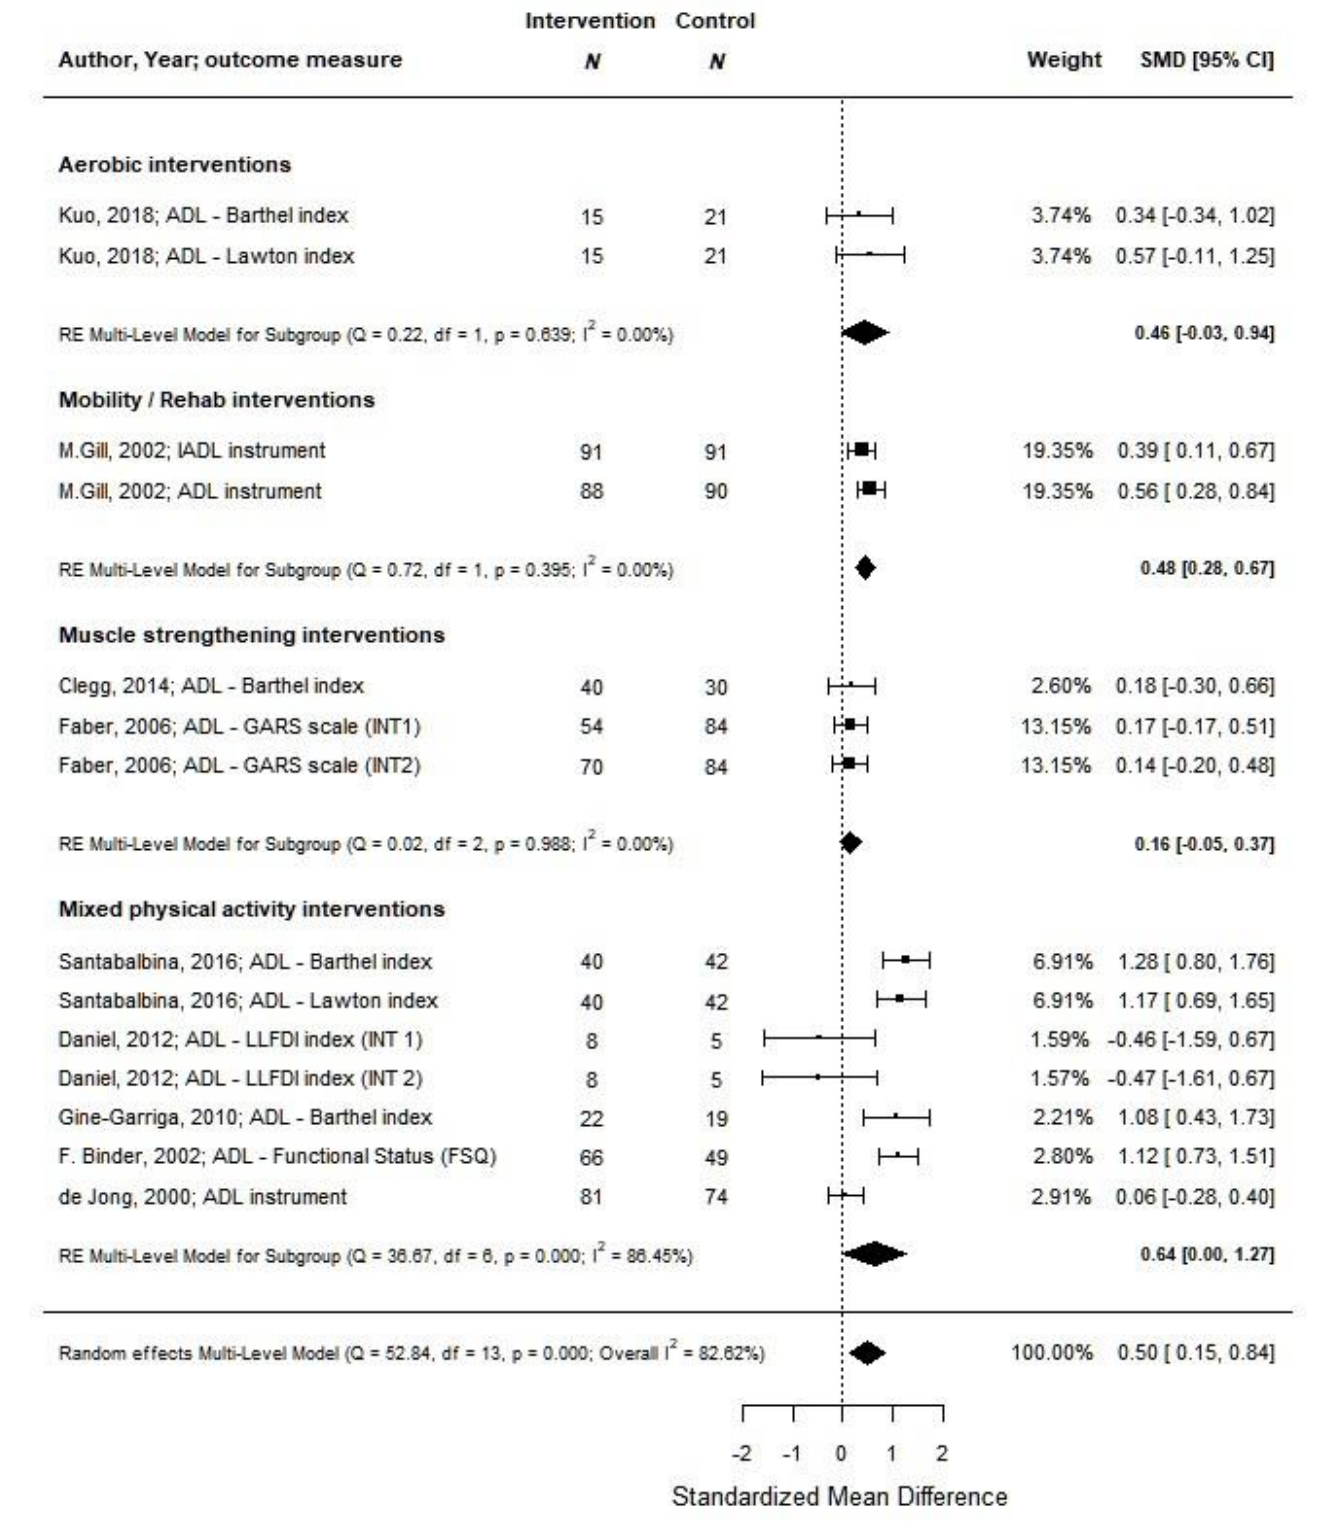 Intervention Control
Author, Year; outcome measure N N Weight SMD [95% CI]
Aerobic interventions
Kuo, 2018; ADL - Barthel index 15 21 3.74% 0.34 [-0.34, 1.02]
Kuo, 2018; ADL - Lawton index 15 21 3.74% 0.57 [-0.11, 1.25]
RE Multi-Level Model for Subgroup (Q = 0.22, df = 1, p = 0.639; I² = 0.00%) 0.46 [-0.03, 0.94]
Mobility / Rehab interventions
M.Gill, 2002; IADL instrument 91 91 19.35% 0.39 [ 0.11, 0.67]
M.Gill, 2002; ADL instrument 88 90 19.35% 0.56 [ 0.28, 0.84]
RE Multi-Level Model for Subgroup (Q = 0.72, df = 1, p = 0.395; I² = 0.00%) 0.48 [0.28, 0.67]
Muscle strengthening interventions
Clegg, 2014; ADL - Barthel index 40 30 2.60% 0.18 [-0.30, 0.66]
Faber, 2006; ADL - GARS scale (INT1) 54 84 13.15% 0.17 [-0.17, 0.51]
Faber, 2006; ADL - GARS scale (INT2) 70 84 13.15% 0.14 [-0.20, 0.48]
RE Multi-Level Model for Subgroup (Q = 0.02, df = 2, p = 0.988; I² = 0.00%) 0.16 [-0.05, 0.37]
Mixed physical activity interventions
Santabalbina, 2016; ADL - Barthel index 40 42 6.91% 1.28 [ 0.80, 1.76]
Santabalbina, 2016; ADL - Lawton index 40 42 6.91% 1.17 [ 0.69, 1.65]
Daniel, 2012; ADL - LLFDI index (INT 1) 8 5 1.59% -0.46 [-1.59, 0.67]
Daniel, 2012; ADL - LLFDI index (INT 2) 8 5 1.57% -0.47 [-1.61, 0.67]
Gine-Garriga, 2010; ADL - Barthel index 22 19 2.21% 1.08 [ 0.43, 1.73]
F. Binder, 2002; ADL - Functional Status (FSQ) 66 49 2.80% 1.12 [ 0.73, 1.51]
de Jong, 2000; ADL instrument 81 74 2.91% 0.06 [-0.28, 0.40]
RE Multi-Level Model for Subgroup (Q = 36.67, df = 6, p = 0.000; I² = 86.45%) 0.64 [0.00, 1.27]
Random effects Multi-Level Model (Q = 52.84, df = 13, p = 0.000; Overall I² = 82.62%) 100.00% 0.50 [ 0.15, 0.84]
-2 -1 0 1 2
Standardized Mean Difference